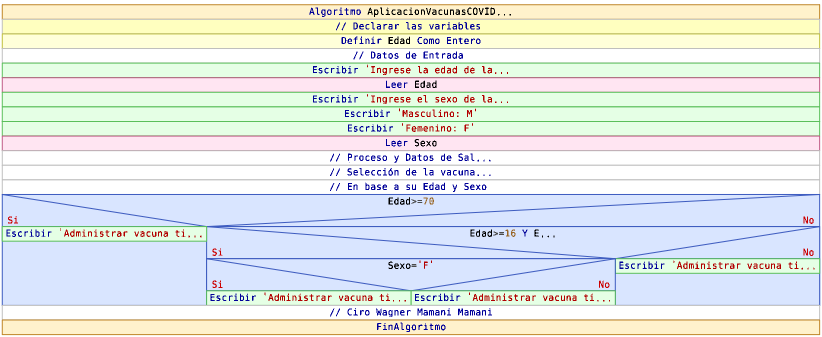 Algoritmo AplicacionVacunasCOVID...
// Declarar las variables
Definir Edad Como Entero
// Datos de Entrada
Escribir 'Ingrese la edad de la...
Leer Edad
Escribir 'Ingrese el sexo de la...
Escribir 'Masculino: M'
Escribir 'Femenino: F'
Leer Sexo
// Proceso y Datos de Sal...
// Selección de la vacuna...
// En base a su Edad y Sexo
Edad>=70
Si No
Escribir 'Administrar vacuna ti... Edad>=16 Y E...
Si No
Sexo='F' Escribir 'Administrar vacuna ti...
Si No
Escribir 'Administrar vacuna ti... Escribir 'Administrar vacuna ti...
// Ciro Wagner Mamani Mamani
FinAlgoritmo